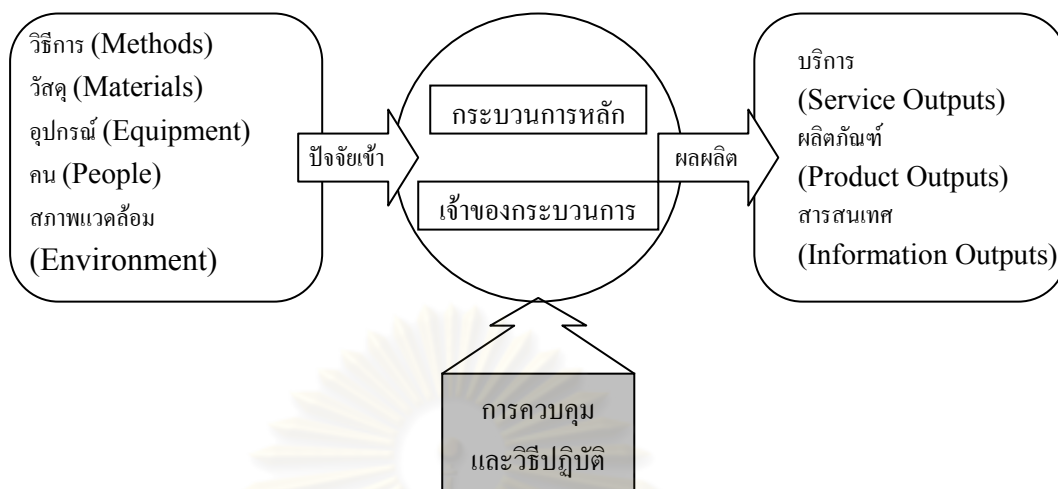 วิธีการ (Methods)
วัสดุ (Materials)
อุปกรณ์ (Equipment)
คน (People)
สภาพแวดล้อม
(Environment)
ปัจจัยเข้า
กระบวนการหลัก
เจ้าของกระบวนการ
ผลผลิต
บริการ
(Service Outputs)
ผลิตภัณฑ์
(Product Outputs)
สารสนเทศ
(Information Outputs)
การควบคุม
และวิธีปฏิบัติ